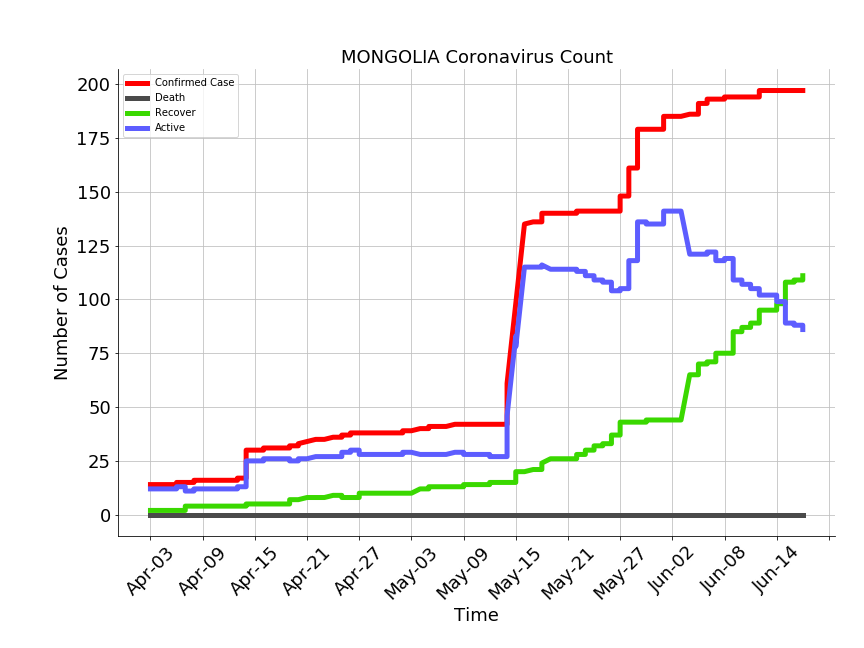 MONGOLIA Coronavirus Count
Confirmed Case
Death
Recover
Active
Number of Cases
200
175
150
125
100
75
50
25
0
Apr-03
Apr-09
Apr-15
Apr-21
Apr-27
May-03
May-09
May-15
May-21
May-27
Jun-02
Jun-08
Jun-14
Time